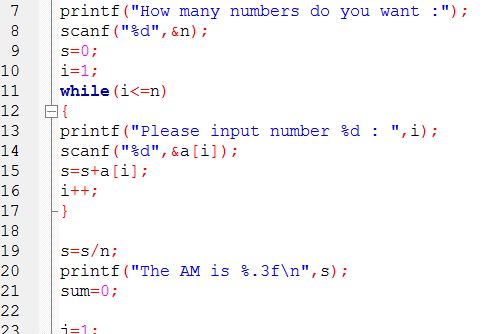 7 printf("How many numbers do you want :");
8 scanf("%d",&n);
9 s=0;
10 i=1;
11 while(i<=n)
12 {
13 printf("Please input number %d : ",i);
14 scanf("%d",&a[i]);
15 s=s+a[i];
16 i++;
17 }
18
19 s=s/n;
20 printf("The AM is %.3f\n",s);
21 sum=0;
22
23 i=1;